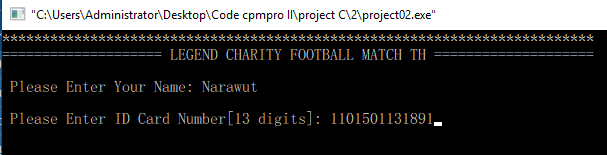 "C:\Users\Administrator\Desktop\Code cpmpro II\project C\2\project02.exe"
**************************************************************************
==================== LEGEND CHARITY FOOTBALL MATCH TH ====================
Please Enter Your Name: Narawut
Please Enter ID Card Number[13 digits]: 1101501131891